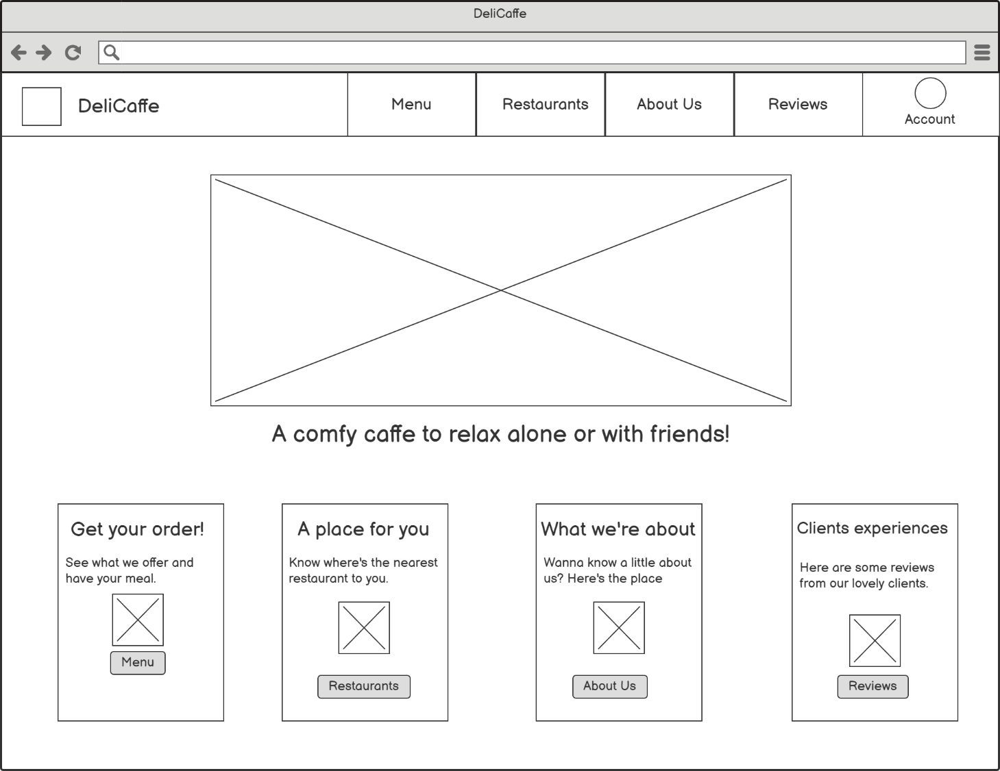 DeliCaffe
DeliCaffe
Menu
Restaurants
About Us
Reviews
Account
A comfy caffe to relax alone or with friends!
Get your order!
See what we offer and
have your meal.
Menu
A place for you
Know where's the nearest
restaurant to you.
Restaurants
What we're about
Wanna know a little about
us? Here's the place
About Us
Clients experiences
Here are some reviews
from our lovely clients.
Reviews